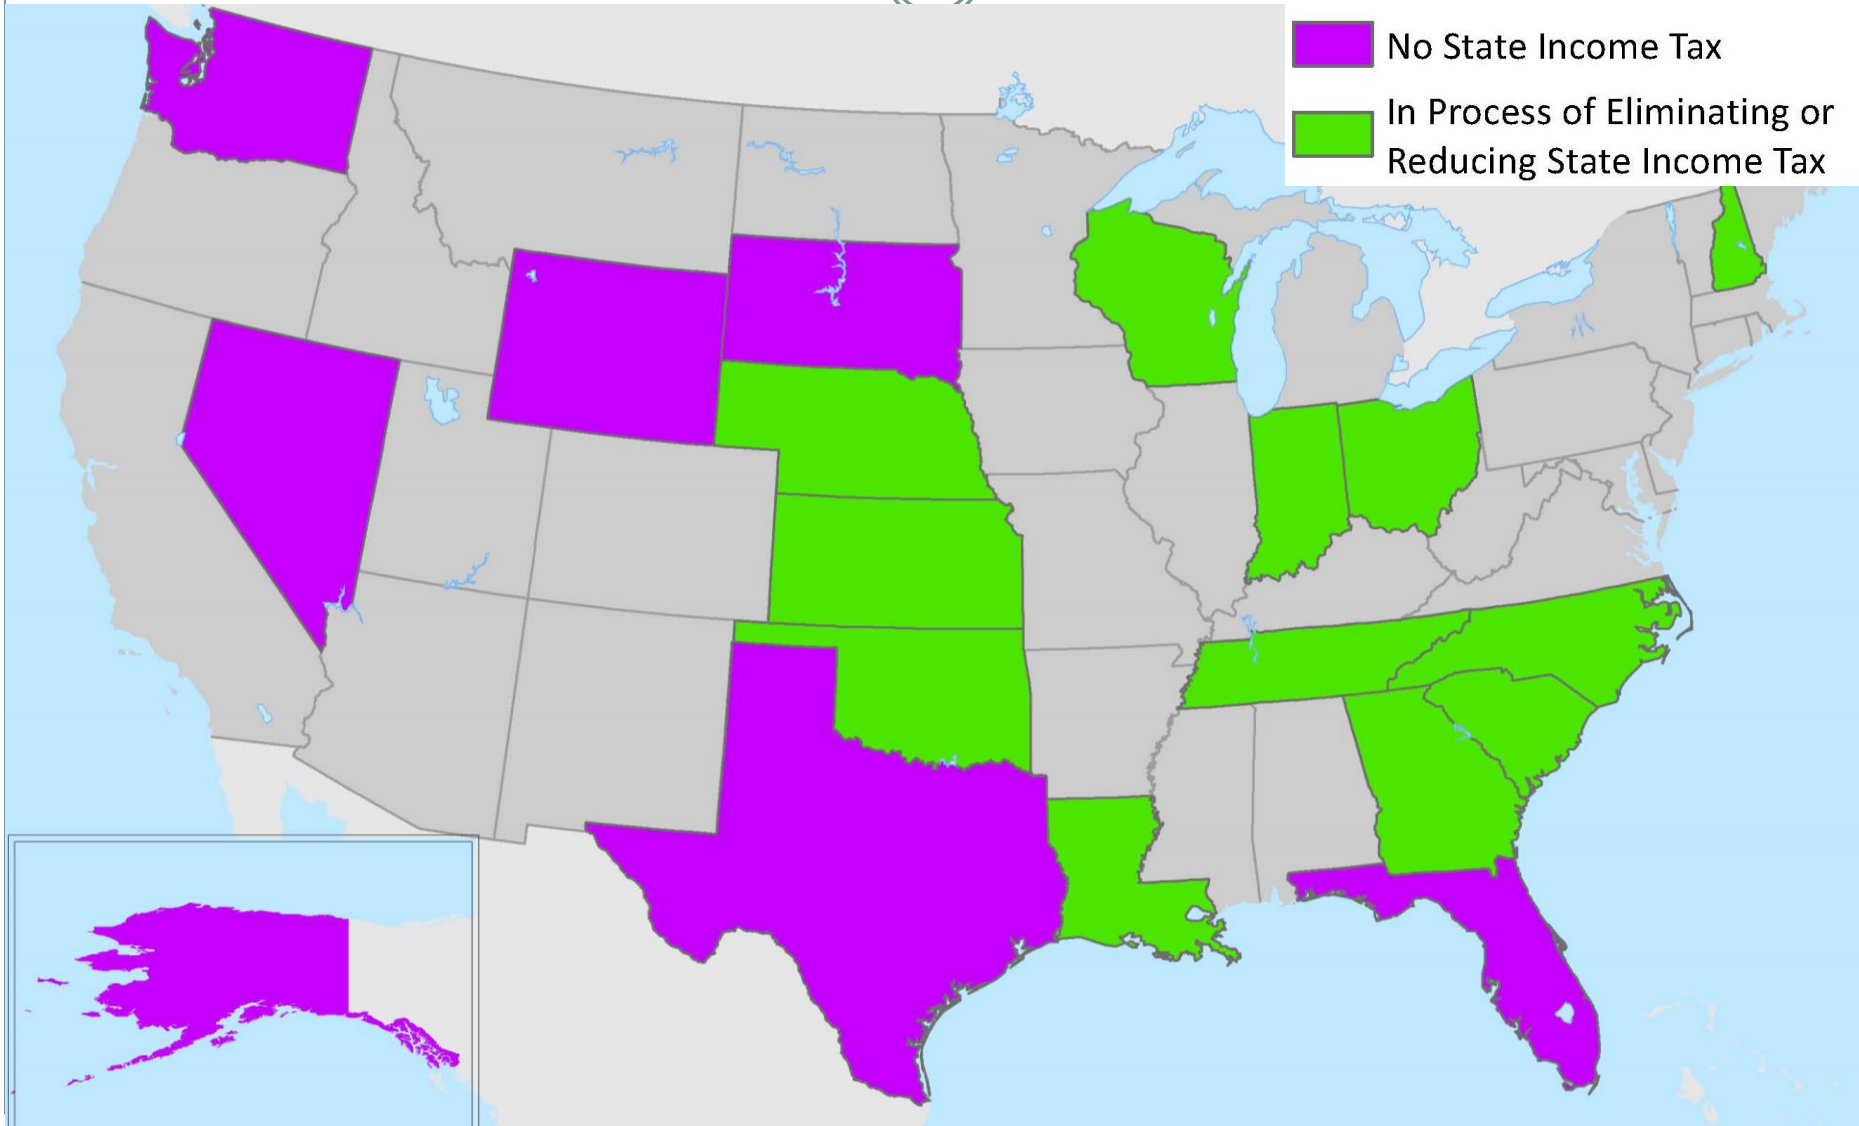 No State Income Tax
In Process of Eliminating or
Reducing State Income Tax